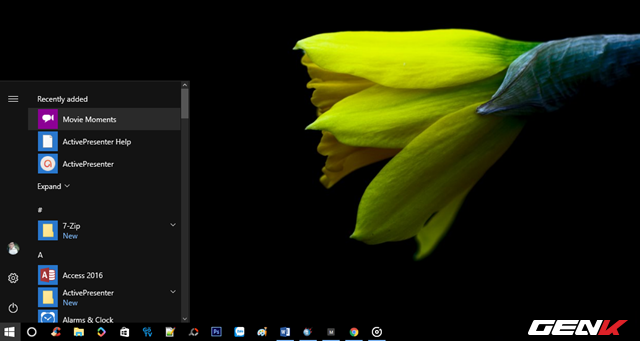 Recently added
Movie Moments
ActivePresenter Help
ActivePresenter
Expand
#
7-Zip
New
A
Access 2016
ActivePresenter
New
Alarms & Clock
GENK